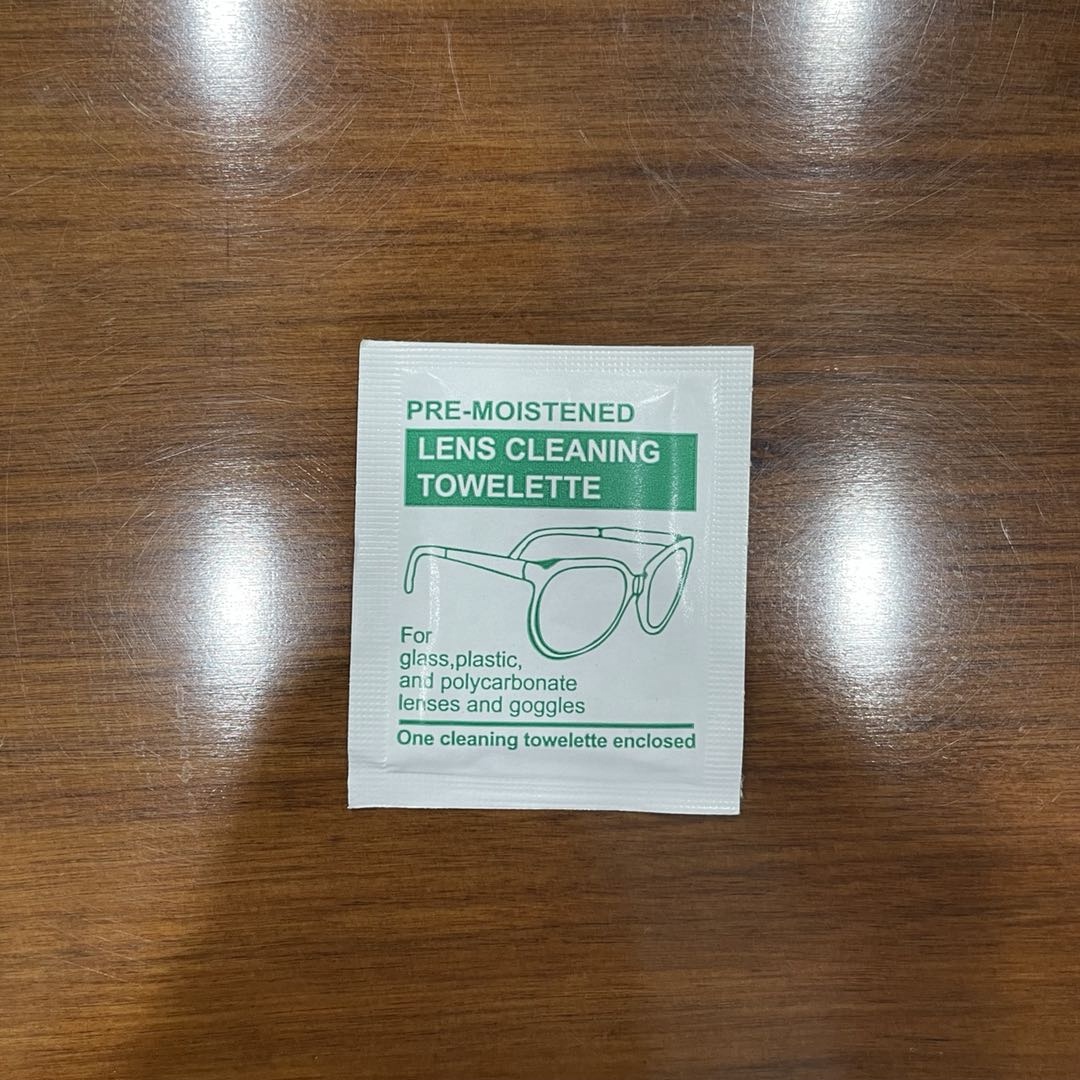 PRE-MOISTENED
LENS CLEANING
TOWELETTE
For
glass,plastic,
and polycarbonate
lenses and goggles
One cleaning towelette enclosed